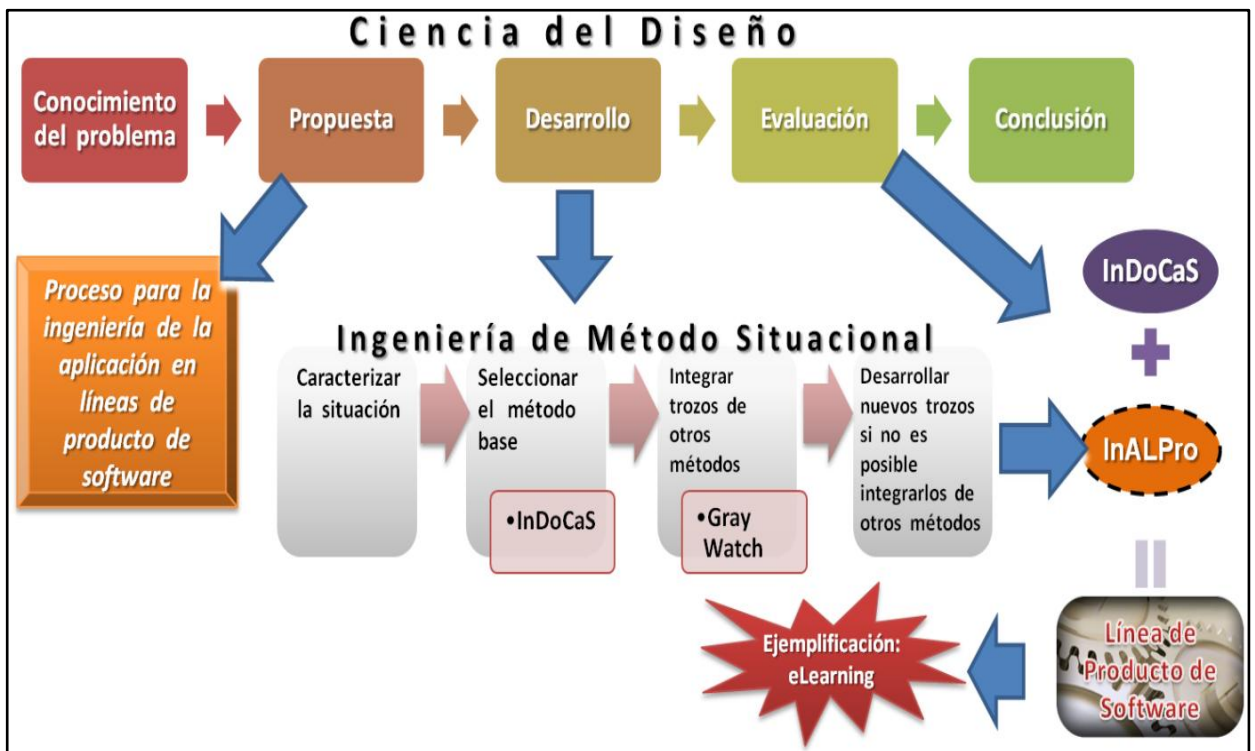 Ciencia del Diseño
Conocimiento
del problema
Propuesta
Desarrollo
Evaluación
Conclusión
Proceso para la
ingeniería de la
aplicación en
líneas de
producto de
software
InDoCaS
+
InALPro
Ingeniería de Método Situacional
Caracterizar
la situación
Seleccionar
el método
base
•InDoCaS
Integrar
trozos de
otros
métodos
•Gray
Watch
Desarrollar
nuevos trozos
si no es
posible
integrarlos de
otros métodos
Ejemplificación:
eLearning
Línea de
Producto de
Software